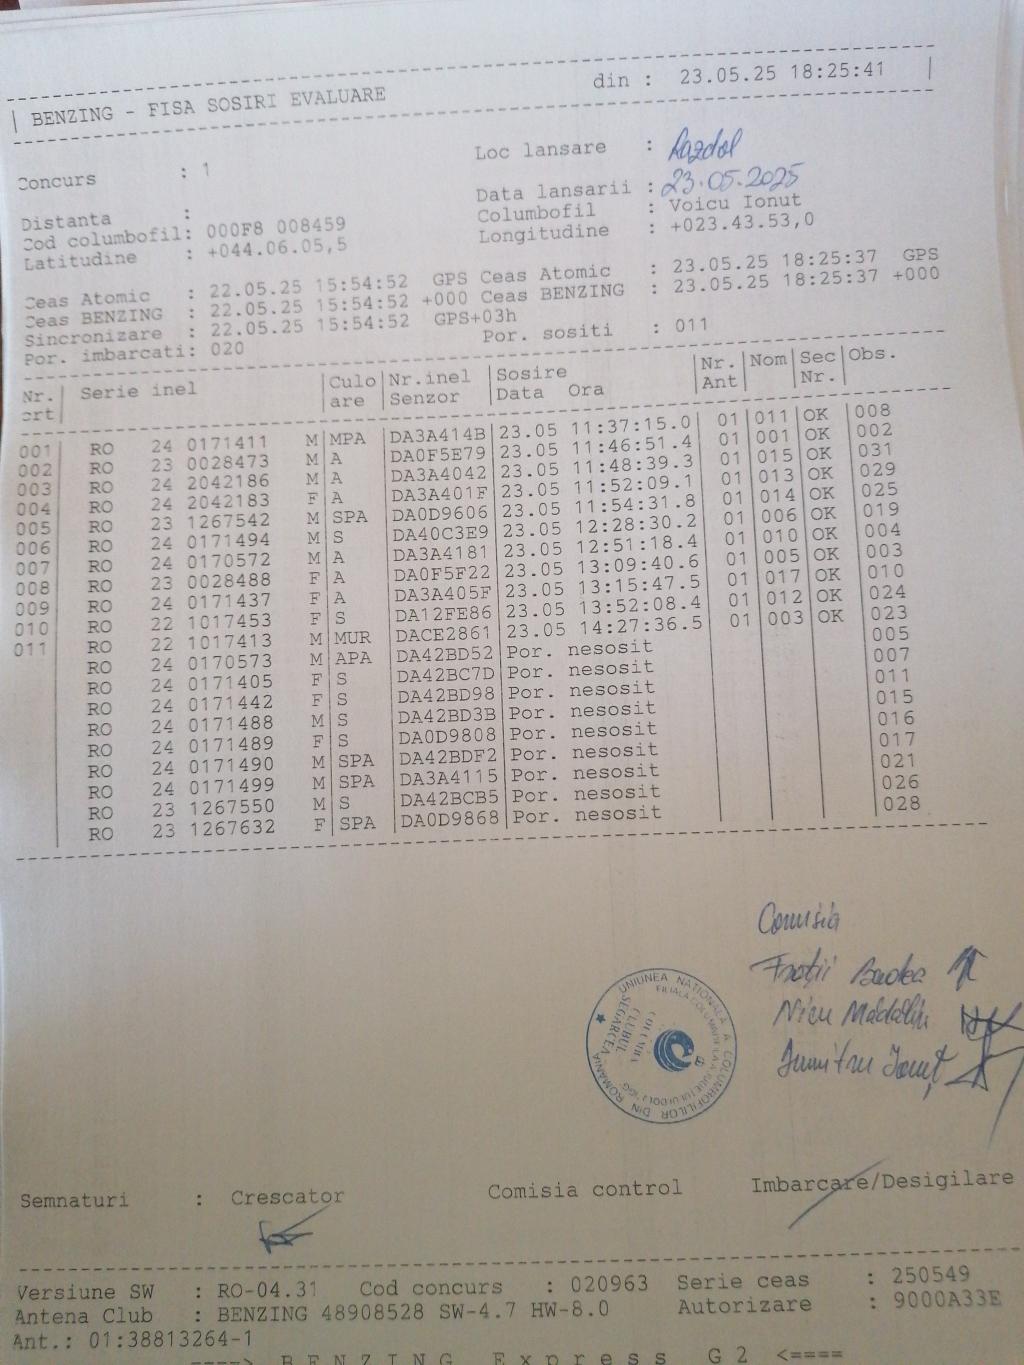 BENZING - FISA SOSIRI EVALUARE din : 23.05.25 18:25:41
Concurs : 1 Loc lansare : Razdol
Data lansarii : 23.05.2025
Distanta : Columbofil : Voicu Ionut
Cod columbofil: 000F8 008459 Longitudine : +023.43.53,0
Latitudine : +044.06.05,5
Ceas Atomic : 22.05.25 15:54:52 GPS Ceas Atomic : 23.05.25 18:25:37 GPS
Ceas BENZING : 22.05.25 15:54:52 +000 Ceas BENZING : 23.05.25 18:25:37 +000
Sincronizare : 22.05.25 15:54:52 GPS+03h
Por. imbarcati: 020 Por. sositi : 011
Nr. Serie inel Culo Nr.inel Sosire Nr. Nom Sec Obs.
crt are Senzor Data Ora Ant Nr.
001 RO 24 0171411 M MPA DA3A414B 23.05 11:37:15.0 01 011 OK 008
002 RO 23 0028473 M A DA0F5E79 23.05 11:46:51.4 01 001 OK 002
003 RO 24 2042186 M A DA3A4042 23.05 11:48:39.3 01 015 OK 031
004 RO 24 2042183 F A DA3A401F 23.05 11:52:09.1 01 013 OK 029
005 RO 23 1267542 M SPA DA0D9606 23.05 11:54:31.8 01 014 OK 025
006 RO 24 0171494 M S DA40C3E9 23.05 12:28:30.2 01 006 OK 019
007 RO 24 0170572 M A DA3A4181 23.05 12:51:18.4 01 010 OK 004
008 RO 23 0028488 F A DA0F5F22 23.05 13:09:40.6 01 005 OK 003
009 RO 24 0171437 F A DA3A405F 23.05 13:15:47.5 01 017 OK 010
010 RO 22 1017453 F S DA12FE86 23.05 13:52:08.4 01 012 OK 024
011 RO 22 1017413 M MUR DACE2861 23.05 14:27:36.5 01 003 OK 023
RO 24 0170573 M APA DA42BD52 Por. nesosit 005
RO 24 0171405 F S DA42BC7D Por. nesosit 007
RO 24 0171442 F S DA42BD98 Por. nesosit 011
RO 24 0171488 M S DA42BD3B Por. nesosit 015
RO 24 0171489 F S DA0D9808 Por. nesosit 016
RO 24 0171490 M SPA DA42BDF2 Por. nesosit 017
RO 24 0171499 M SPA DA3A4115 Por. nesosit 021
RO 23 1267550 M S DA42BCB5 Por. nesosit 026
RO 23 1267632 F SPA DA0D9868 Por. nesosit 028
Comisia
Frații Badea
Nicu Mădălin
Dumitru Ionuț
UNIUNEA NATIONALA A COLUMBOFILILOR DIN ROMANIA
CLUBUL
SEGARCEA
Semnaturi : Crescator Comisia control Imbarcare/Desigilare
Versiune SW : RO-04.31 Cod concurs : 020963 Serie ceas : 250549
Antena Club : BENZING 48908528 SW-4.7 HW-8.0 Autorizare : 9000A33E
Ant.: 01:38813264-1
----> BENZING Express G2 <====